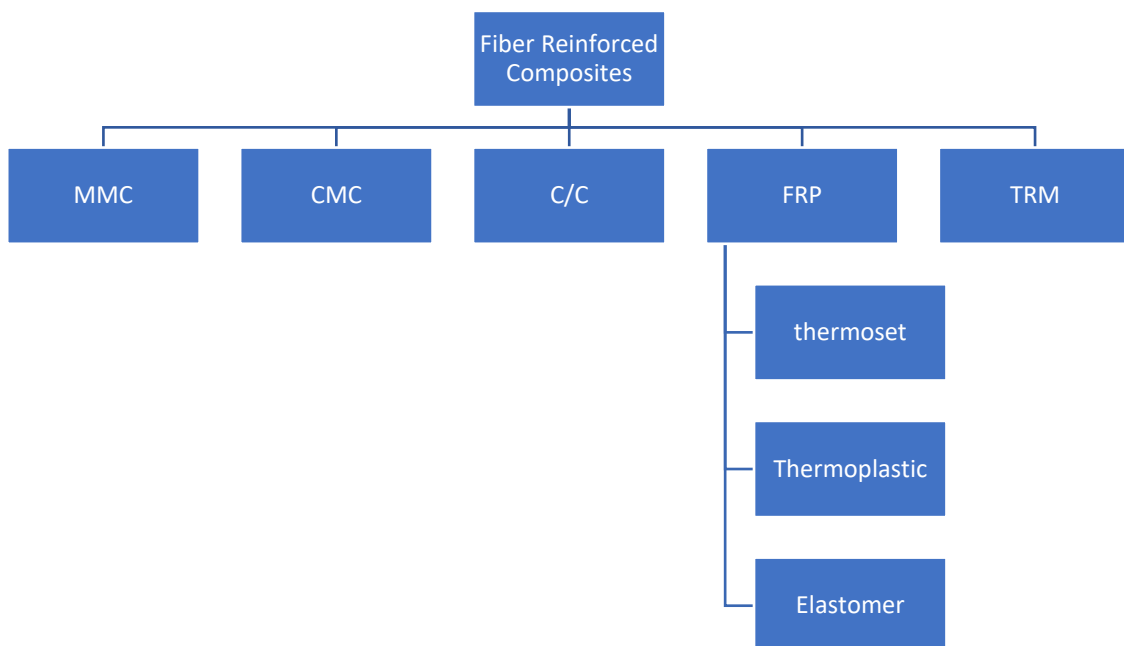 Fiber Reinforced
Composites
MMC
CMC
C/C
FRP
TRM
thermoset
Thermoplastic
Elastomer